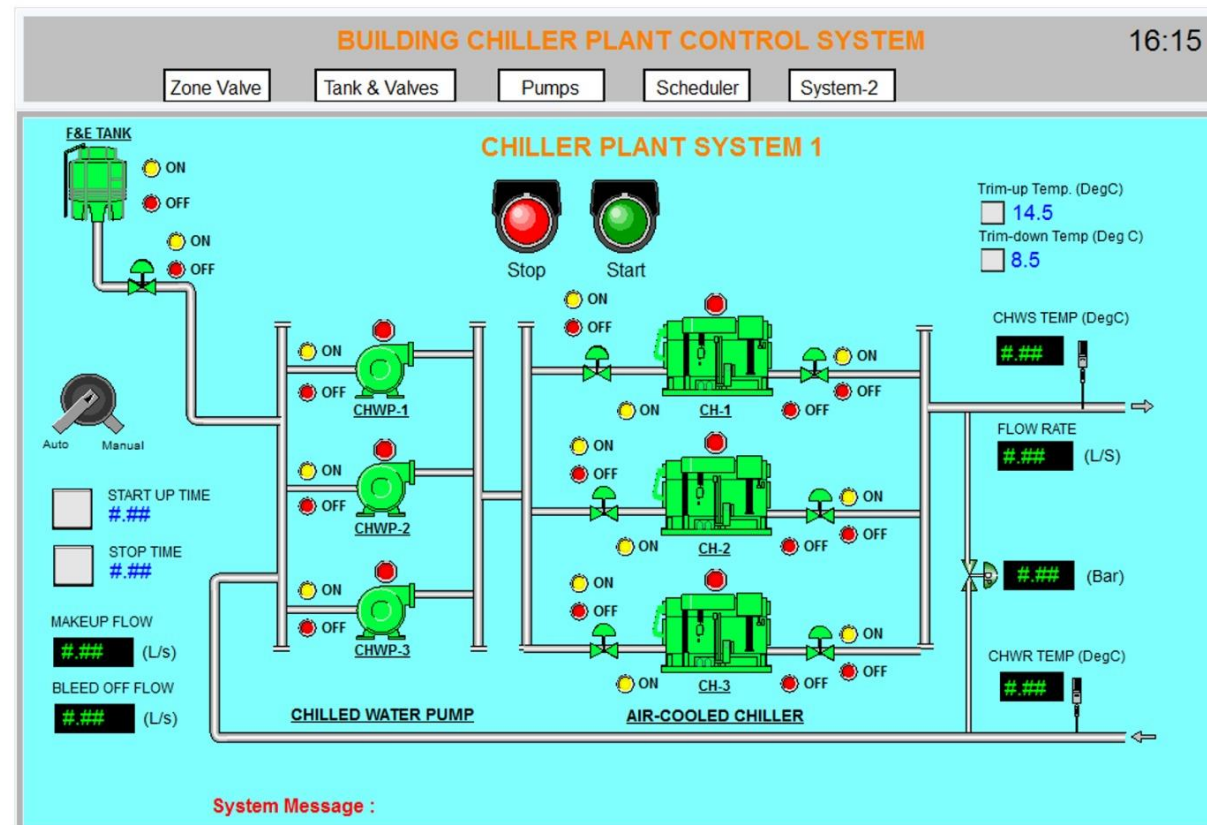 BUILDING CHILLER PLANT CONTROL SYSTEM
16:15
Zone Valve
Tank & Valves
Pumps
Scheduler
System-2
F&E TANK
ON
OFF
ON
OFF
CHILLER PLANT SYSTEM 1
Stop
Start
Trim-up Temp. (DegC)
14.5
Trim-down Temp (Deg C)
8.5
Auto
Manual
START UP TIME
#.##
STOP TIME
#.##
MAKEUP FLOW
#.## (L/s)
BLEED OFF FLOW
#.## (L/s)
ON
OFF
CHWP-1
ON
OFF
CHWP-2
ON
OFF
CHWP-3
CHILLED WATER PUMP
ON
OFF
ON
OFF
ON
CH-1
OFF
ON
OFF
ON
OFF
ON
CH-2
OFF
ON
OFF
ON
OFF
ON
CH-3
OFF
AIR-COOLED CHILLER
CHWS TEMP (DegC)
#.##
FLOW RATE
#.## (L/S)
#.## (Bar)
CHWR TEMP (DegC)
#.##
System Message :